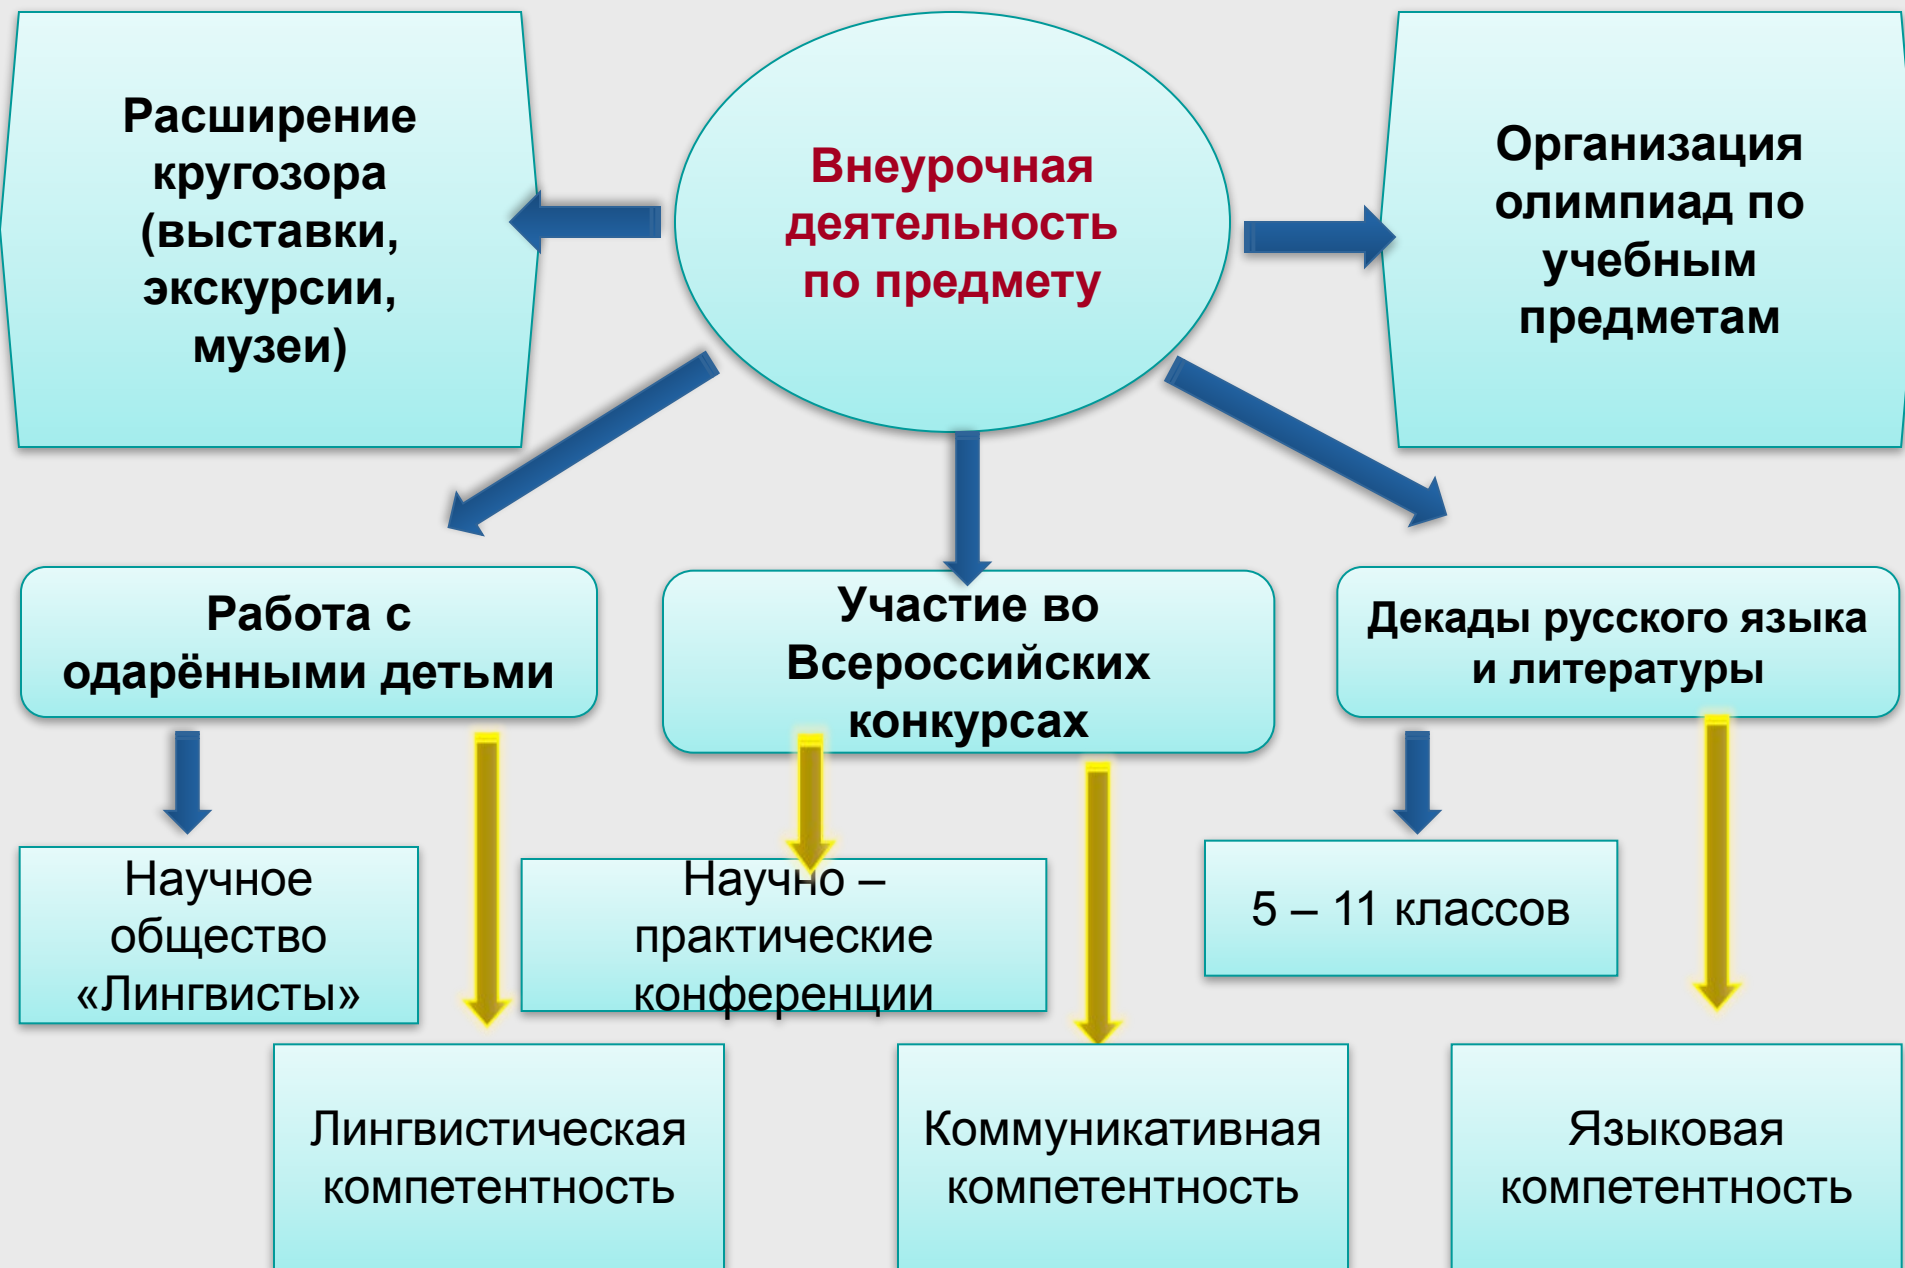 Расширение
кругозора
(выставки,
экскурсии,
музеи)
Внеурочная
деятельность
по предмету
Организация
олимпиад по
учебным
предметам
Работа с
одарёнными детьми
Участие во
Всероссийских
конкурсах
Декады русского языка
и литературы
Научное
общество
«Лингвисты»
Научно –
практические
конференции
5 – 11 классов
Лингвистическая
компетентность
Коммуникативная
компетентность
Языковая
компетентность